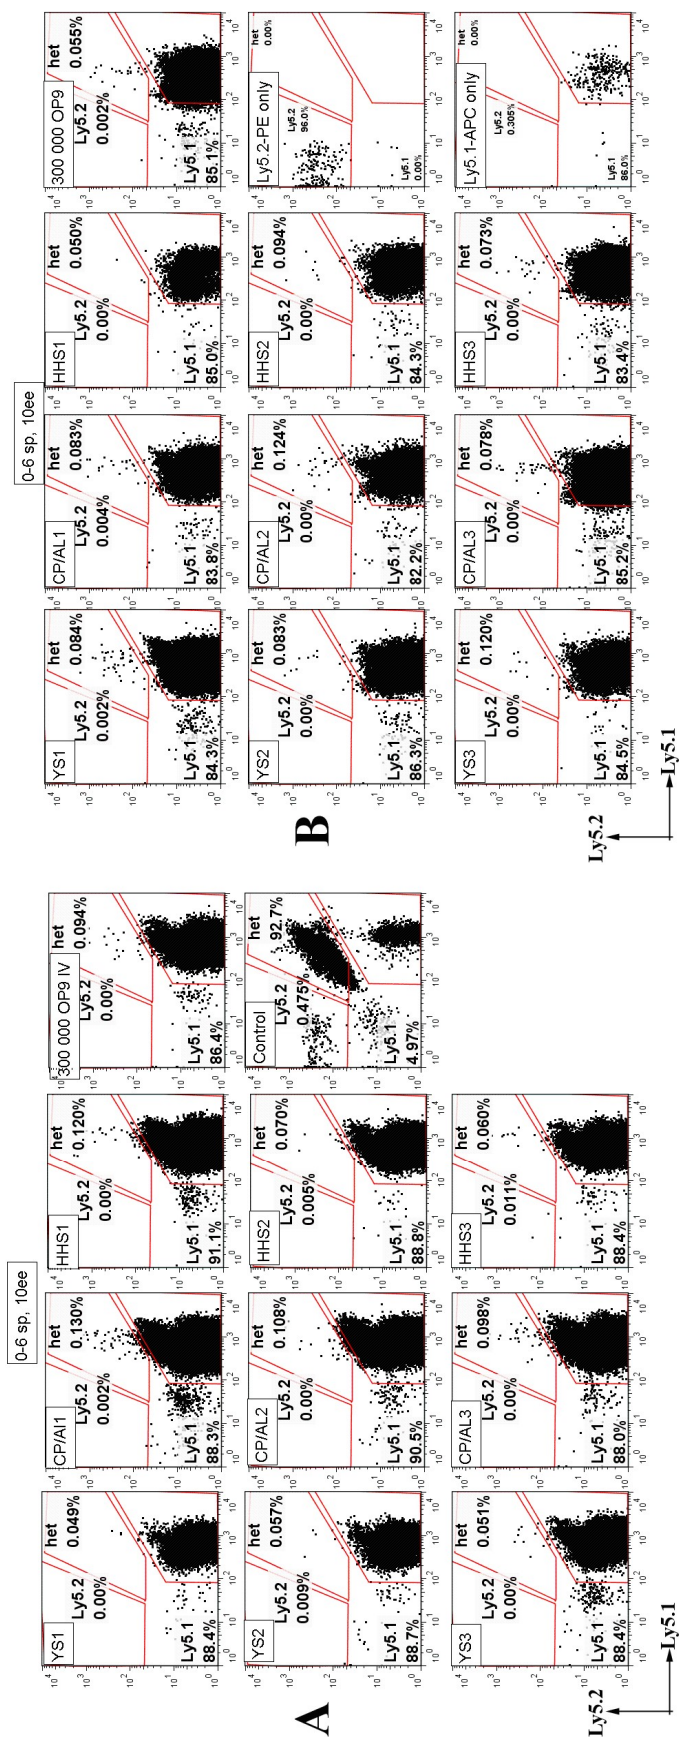 A
0-6 sp, 10ee
YS1
Ly5.2
0.00%
het
0.049%
Ly5.1
88.4%
CP/Al1
Ly5.2
0.002%
het
0.130%
Ly5.1
88.3%
HHS1
Ly5.2
0.00%
het
0.120%
Ly5.1
91.1%
300 000 OP9 IV
Ly5.2
0.00%
het
0.094%
Ly5.1
86.4%
YS2
Ly5.2
0.009%
het
0.057%
Ly5.1
88.7%
CP/AL2
Ly5.2
0.00%
het
0.108%
Ly5.1
90.5%
HHS2
Ly5.2
0.005%
het
0.070%
Ly5.1
88.8%
Control
Ly5.2
0.475%
het
92.7%
Ly5.1
4.97%
YS3
Ly5.2
0.00%
het
0.051%
Ly5.1
88.4%
CP/AL3
Ly5.2
0.00%
het
0.098%
Ly5.1
88.0%
HHS3
Ly5.2
0.011%
het
0.060%
Ly5.1
88.4%
Ly5.2
Ly5.1
B
0-6 sp, 10ee
YS1
Ly5.2
0.002%
het
0.084%
Ly5.1
84.3%
CP/AL1
Ly5.2
0.004%
het
0.083%
Ly5.1
83.8%
HHS1
Ly5.2
0.00%
het
0.050%
Ly5.1
85.0%
300 000 OP9
Ly5.2
0.002%
het
0.055%
Ly5.1
85.1%
YS2
Ly5.2
0.00%
het
0.083%
Ly5.1
86.3%
CP/AL2
Ly5.2
0.00%
het
0.124%
Ly5.1
82.2%
HHS2
Ly5.2
0.00%
het
0.094%
Ly5.1
84.3%
Ly5.2-PE only
Ly5.2
96.0%
het
0.00%
Ly5.1
0.00%
YS3
Ly5.2
0.00%
het
0.120%
Ly5.1
84.5%
CP/AL3
Ly5.2
0.00%
het
0.078%
Ly5.1
85.2%
HHS3
Ly5.2
0.00%
het
0.073%
Ly5.1
83.4%
Ly5.1-APC only
Ly5.2
0.305%
het
0.00%
Ly5.1
86.0%
Ly5.2
Ly5.1